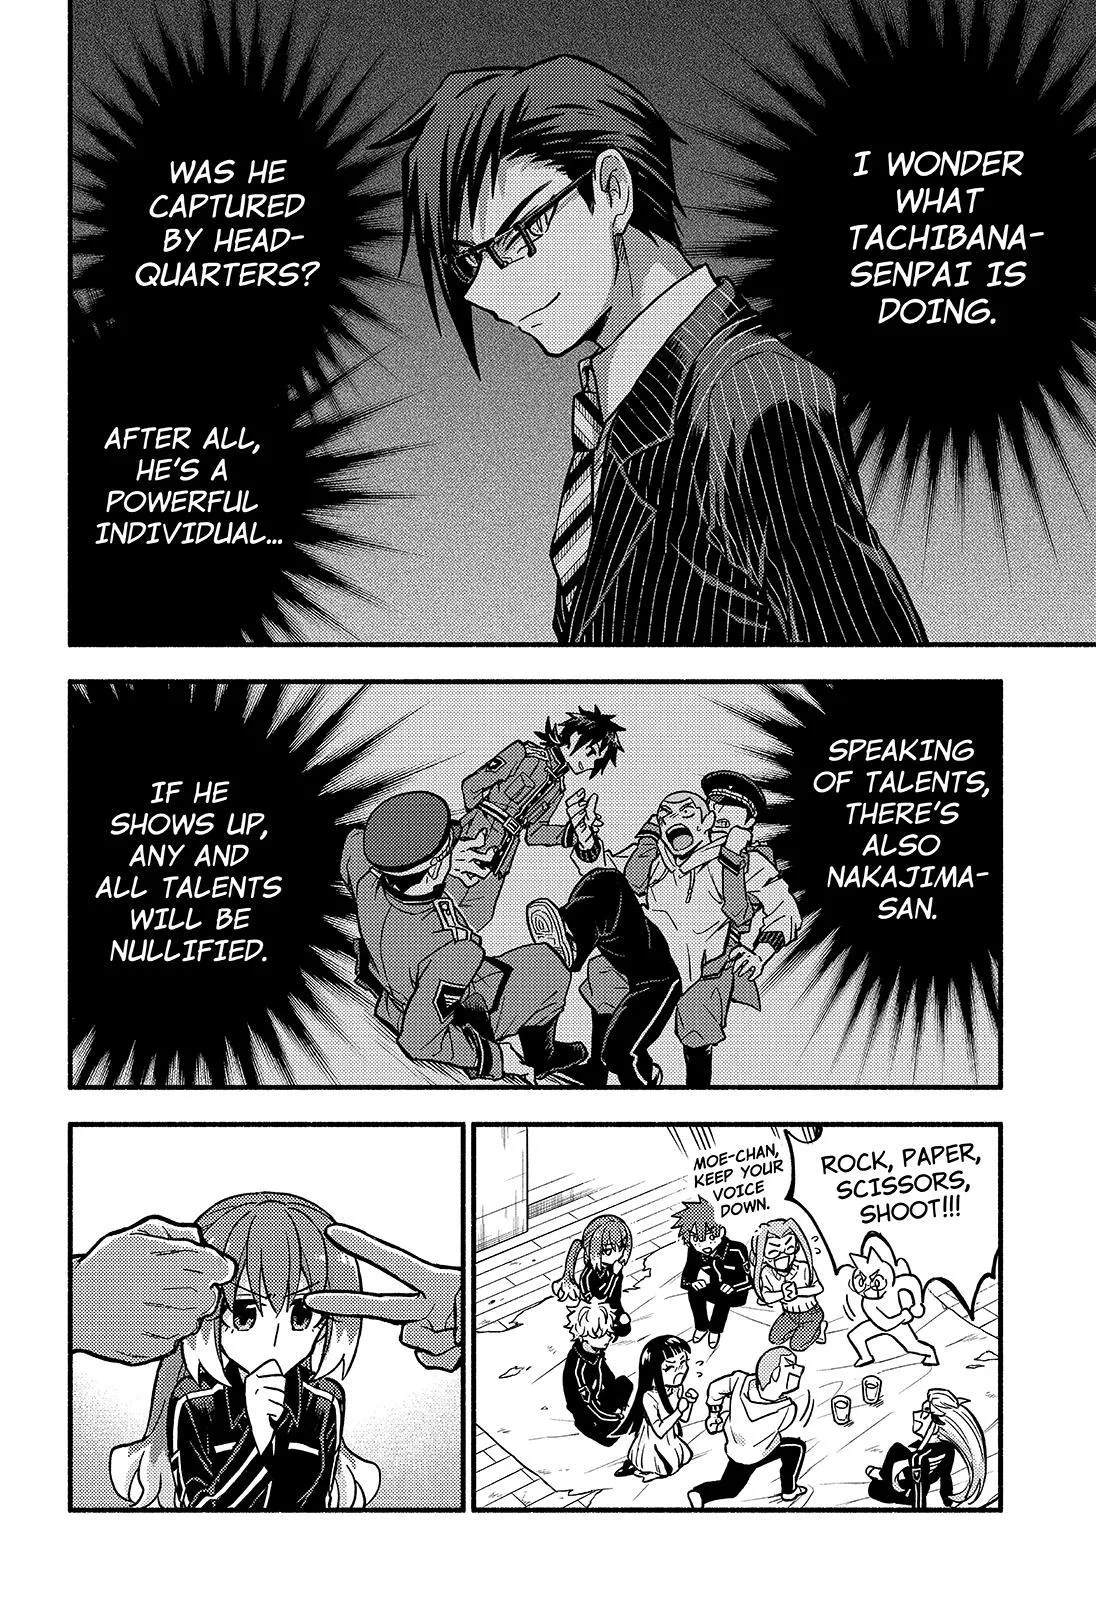 I WONDER
WHAT
TACHIBANA-
SENPAI IS
DOING.
WAS HE
CAPTURED
BY HEAD-
QUARTERS?
AFTER ALL,
HE'S A
POWERFUL
INDIVIDUAL...
SPEAKING
OF TALENTS,
THERE'S
ALSO
NAKAJIMA-
SAN.
IF HE
SHOWS UP,
ANY AND
ALL TALENTS
WILL BE
NULLIFIED.
ROCK, PAPER,
SCISSORS,
SHOOT!!!
MOE-CHAN,
KEEP YOUR
VOICE
DOWN.